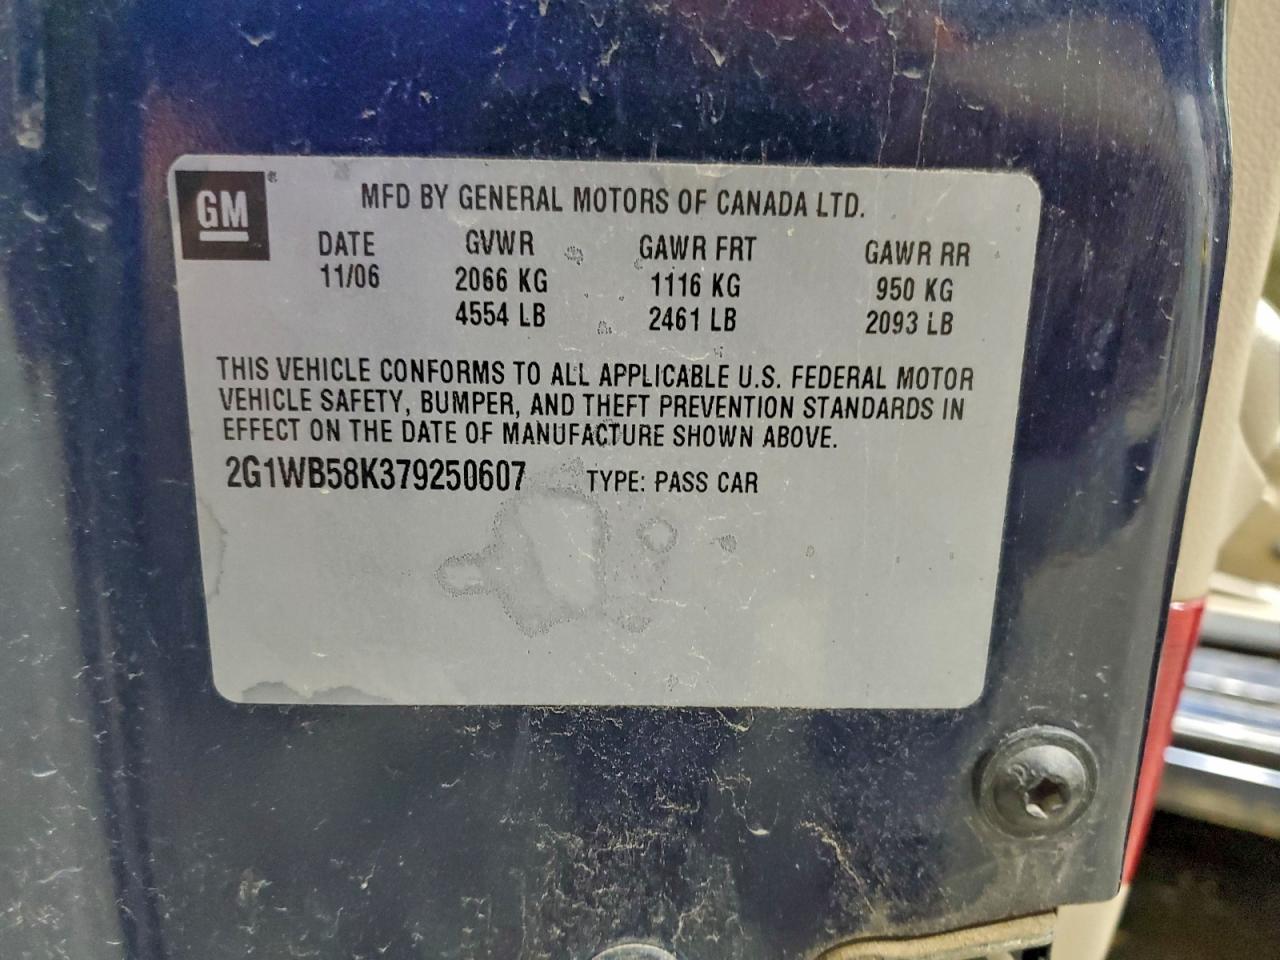 GM ®
MFD BY GENERAL MOTORS OF CANADA LTD.
DATE GVWR GAWR FRT GAWR RR
11/06 2066 KG 1116 KG 950 KG
4554 LB 2461 LB 2093 LB
THIS VEHICLE CONFORMS TO ALL APPLICABLE U.S. FEDERAL MOTOR
VEHICLE SAFETY, BUMPER, AND THEFT PREVENTION STANDARDS IN
EFFECT ON THE DATE OF MANUFACTURE SHOWN ABOVE.
2G1WB58K379250607 TYPE: PASS CAR